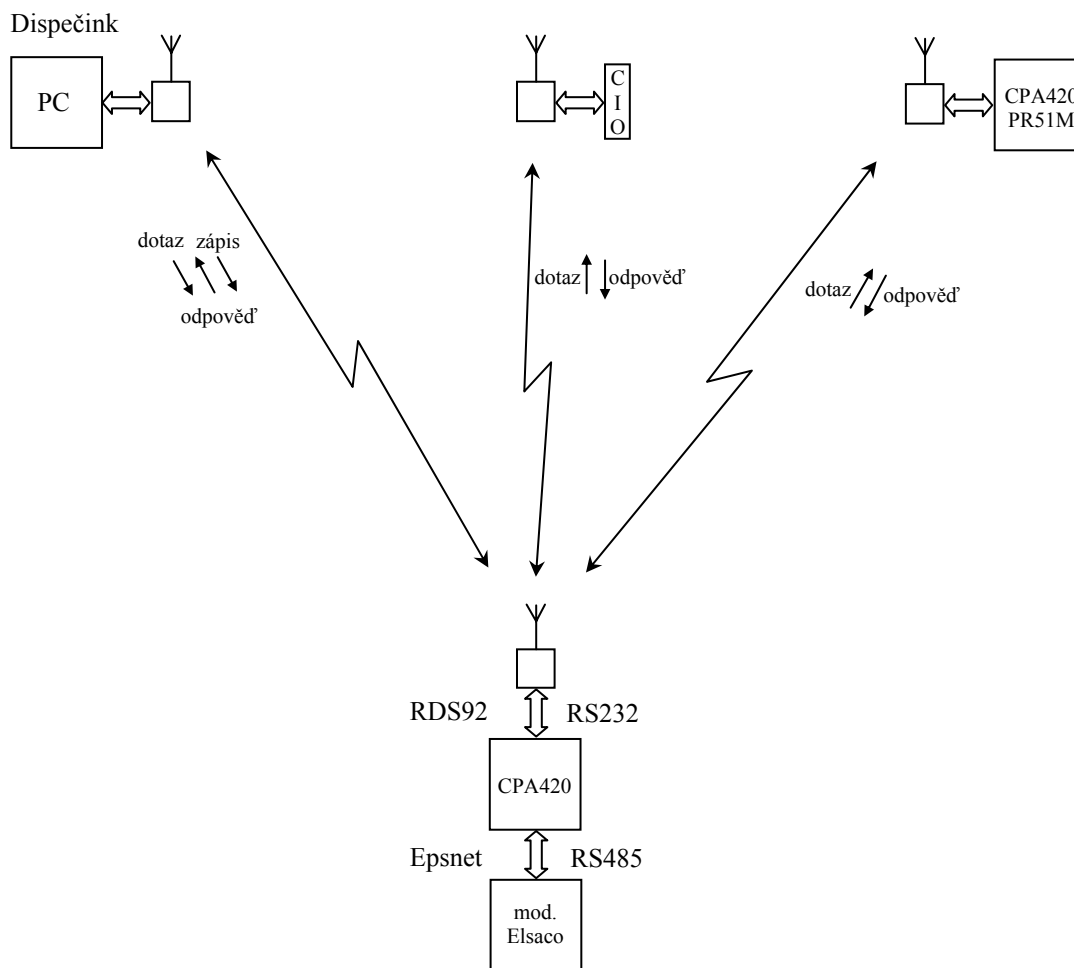 Dispečink
PC
C
I
O
CPA420
PR51M
dotaz zápis
odpověď
dotaz odpověď
dotaz odpověď
RDS92 RS232
CPA420
Epsnet RS485
mod.
Elsaco